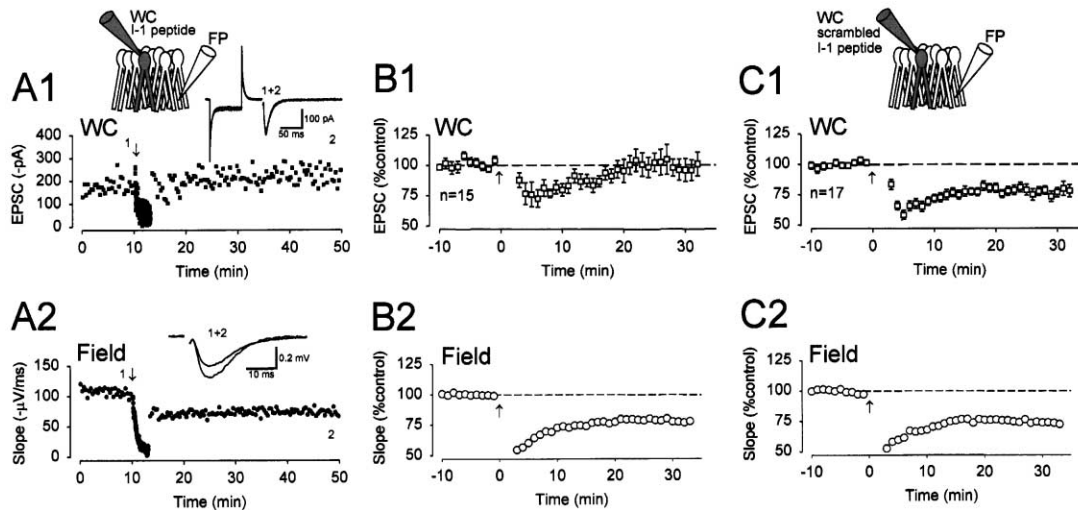 WC
I-1 peptide
FP
A1
WC
1
1+2
100 pA
50 ms
2
EPSC (-pA)
400
300
200
100
0
0 10 20 30 40 50
Time (min)
B1
WC
EPSC (%control)
125
100
75
50
n=15
-10 0 10 20 30
Time (min)
WC
scrambled
I-1 peptide
FP
C1
WC
EPSC (%control)
125
100
75
50
n=17
-10 0 10 20 30
Time (min)
A2
Field
1
1+2
0.2 mV
10 ms
2
Slope (-µV/ms)
150
100
50
0
0 10 20 30 40 50
Time (min)
B2
Field
Slope (%control)
125
100
75
50
-10 0 10 20 30
Time (min)
C2
Field
Slope (%control)
125
100
75
50
-10 0 10 20 30
Time (min)